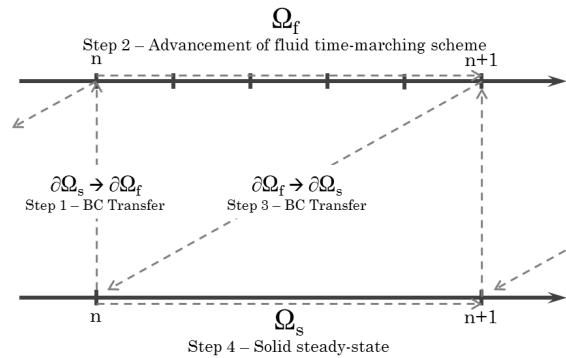 Ωf
Step 2 – Advancement of fluid time-marching scheme
n
n+1
∂Ωs → ∂Ωf
Step 1 – BC Transfer
∂Ωf → ∂Ωs
Step 3 – BC Transfer
n
n+1
Ωs
Step 4 – Solid steady-state